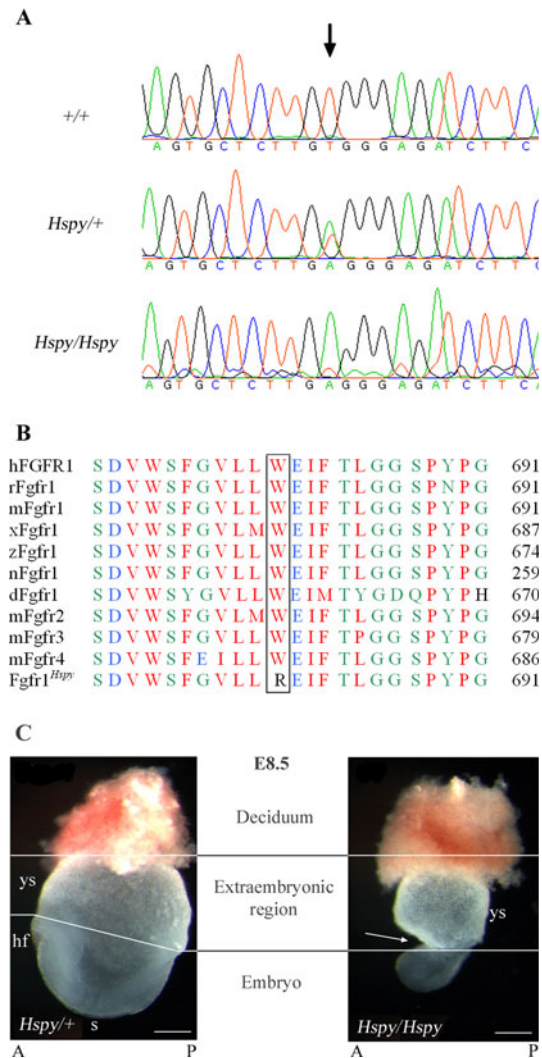 A
+/+
A G T G C T C T T G T G G G A G A T C T T C
Hspy/+
A G T G C T C T T G A G G G A G A T C T T C
Hspy/Hspy
A G T G C T C T T G A G G G A G A T C T T C A
B
hFGFR1 S D V W S F G V L L W E I F T L G G S P Y P G 691
rFgfr1 S D V W S F G V L L W E I F T L G G S P N P G 691
mFgfr1 S D V W S F G V L L W E I F T L G G S P Y P G 691
xFgfr1 S D V W S F G V L M W E I F T L G G S P Y P G 687
zFgfr1 S D V W S F G V L L W E I F T L G G S P Y P G 674
nFgfr1 S D V W S F G V L L W E I F T L G G S P Y P G 259
dFgfr1 S D V W S Y G V L L W E I M T Y G D Q P Y P H 670
mFgfr2 S D V W S F G V L M W E I F T L G G S P Y P G 694
mFgfr3 S D V W S F G V L L W E I F T P G G S P Y P G 679
mFgfr4 S D V W S F E I L L W E I F T L G G S P Y P G 686
Fgfr1Hspy S D V W S F G V L L R E I F T L G G S P Y P G 691
C
E8.5
Deciduum
ys
Extraembryonic
region
ys
hf
Embryo
Hspy/+
s
Hspy/Hspy
A P A P